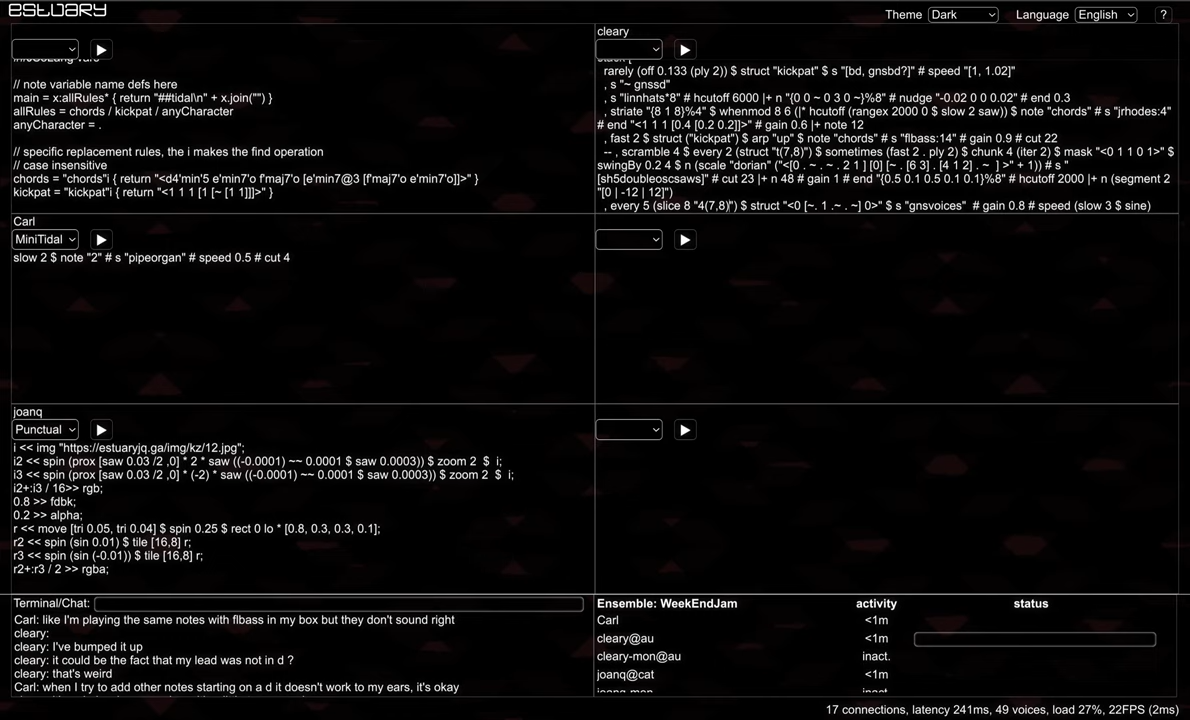 estuary
Theme Dark Language English ?
// note variable name defs here
main = x:allRules* { return "##tidal\n" + x.join("") }
allRules = chords / kickpat / anyCharacter
anyCharacter = .
// specific replacement rules, the i makes the find operation
// case insensitive
chords = "chords"i { return "<d4'min'5 e'min7'o f'maj7'o [e'min7@3 [f'maj7'o e'min7'o]]>" }
kickpat = "kickpat"i { return "<1 1 1 [1 [~ [1 1]]]>" }
cleary
rarely (off 0.133 (ply 2)) $ struct "kickpat" $ s "[bd, gnsbd?]" # speed "[1, 1.02]"
, s "~ gnssd"
, s "linnhats*8" # hcutoff 6000 |+ n "{0 0 ~ 0 3 0 ~}%8" # nudge "-0.02 0 0 0.02" # end 0.3
, striate "{8 1 8}%4" $ whenmod 8 6 (|* hcutoff (rangex 2000 0 $ slow 2 saw)) $ note "chords" # s "jrhodes:4"
# end "<1 1 1 [0.4 [0.2 0.2]]>" # gain 0.6 |+ note 12
, fast 2 $ struct ("kickpat") $ arp "up" $ note "chords" # s "flbass:14" # gain 0.9 # cut 22
-- , scramble 4 $ every 2 (struct "t(7,8)") $ sometimes (fast 2 . ply 2) $ chunk 4 (iter 2) $ mask "<0 1 1 0 1>" $
swingBy 0.2 4 $ n (scale "dorian" ("<[0 . ~ . ~ . 2 1 ] [0] [~ . [6 3] . [4 1 2] . ~ ] >" + 1)) # s "
[sh5doubleoscsaws]" # cut 23 |+ n 48 # gain 1 # end "{0.5 0.1 0.5 0.1 0.1}%8" # hcutoff 2000 |+ n (segment 2
"[0 | -12 | 12]")
, every 5 (slice 8 "4(7,8)") $ struct "<0 [~. 1 .~ . ~] 0>" $ s "gnsvoices" # gain 0.8 # speed (slow 3 $ sine)
Carl
MiniTidal
slow 2 $ note "2" # s "pipeorgan" # speed 0.5 # cut 4
joanq
Punctual
i << img "https://estuaryjq.ga/img/kz/12.jpg";
i2 << spin (prox [saw 0.03 /2 ,0] * 2 * saw ((-0.0001) ~~ 0.0001 $ saw 0.0003)) $ zoom 2 $ i;
i3 << spin (prox [saw 0.03 /2 ,0] * (-2) * saw ((-0.0001) ~~ 0.0001 $ saw 0.0003)) $ zoom 2 $ i;
i2+:i3 / 16>> rgb;
0.8 >> fdbk;
0.2 >> alpha;
r << move [tri 0.05, tri 0.04] $ spin 0.25 $ rect 0 lo * [0.8, 0.3, 0.3, 0.1];
r2 << spin (sin 0.01) $ tile [16,8] r;
r3 << spin (sin (-0.01)) $ tile [16,8] r;
r2+:r3 / 2 >> rgba;
Terminal/Chat:
Carl: like I'm playing the same notes with flbass in my box but they don't sound right
cleary:
cleary: I've bumped it up
cleary: it could be the fact that my lead was not in d ?
cleary: that's weird
Carl: when I try to add other notes starting on a d it doesn't work to my ears, it's okay
Ensemble: WeekEndJam activity status
Carl <1m
cleary@au <1m
cleary-mon@au inact.
joanq@cat <1m
17 connections, latency 241ms, 49 voices, load 27%, 22FPS (2ms)